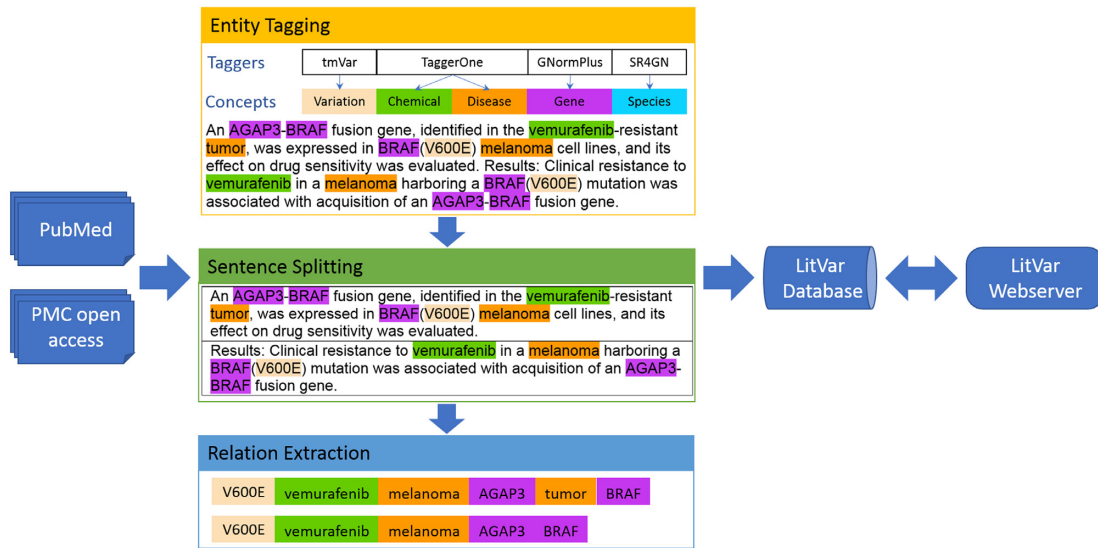 Entity Tagging
Taggers
tmVar TaggerOne GNormPlus SR4GN
Concepts
Variation Chemical Disease Gene Species
An AGAP3-BRAF fusion gene, identified in the vemurafenib-resistant
tumor, was expressed in BRAF(V600E) melanoma cell lines, and its
effect on drug sensitivity was evaluated. Results: Clinical resistance to
vemurafenib in a melanoma harboring a BRAF(V600E) mutation was
associated with acquisition of an AGAP3-BRAF fusion gene.
PubMed
PMC open
access
Sentence Splitting
An AGAP3-BRAF fusion gene, identified in the vemurafenib-resistant
tumor, was expressed in BRAF(V600E) melanoma cell lines, and its
effect on drug sensitivity was evaluated.
Results: Clinical resistance to vemurafenib in a melanoma harboring a
BRAF(V600E) mutation was associated with acquisition of an AGAP3-
BRAF fusion gene.
LitVar
Database
LitVar
Webserver
Relation Extraction
V600E vemurafenib melanoma AGAP3 tumor BRAF
V600E vemurafenib melanoma AGAP3 BRAF